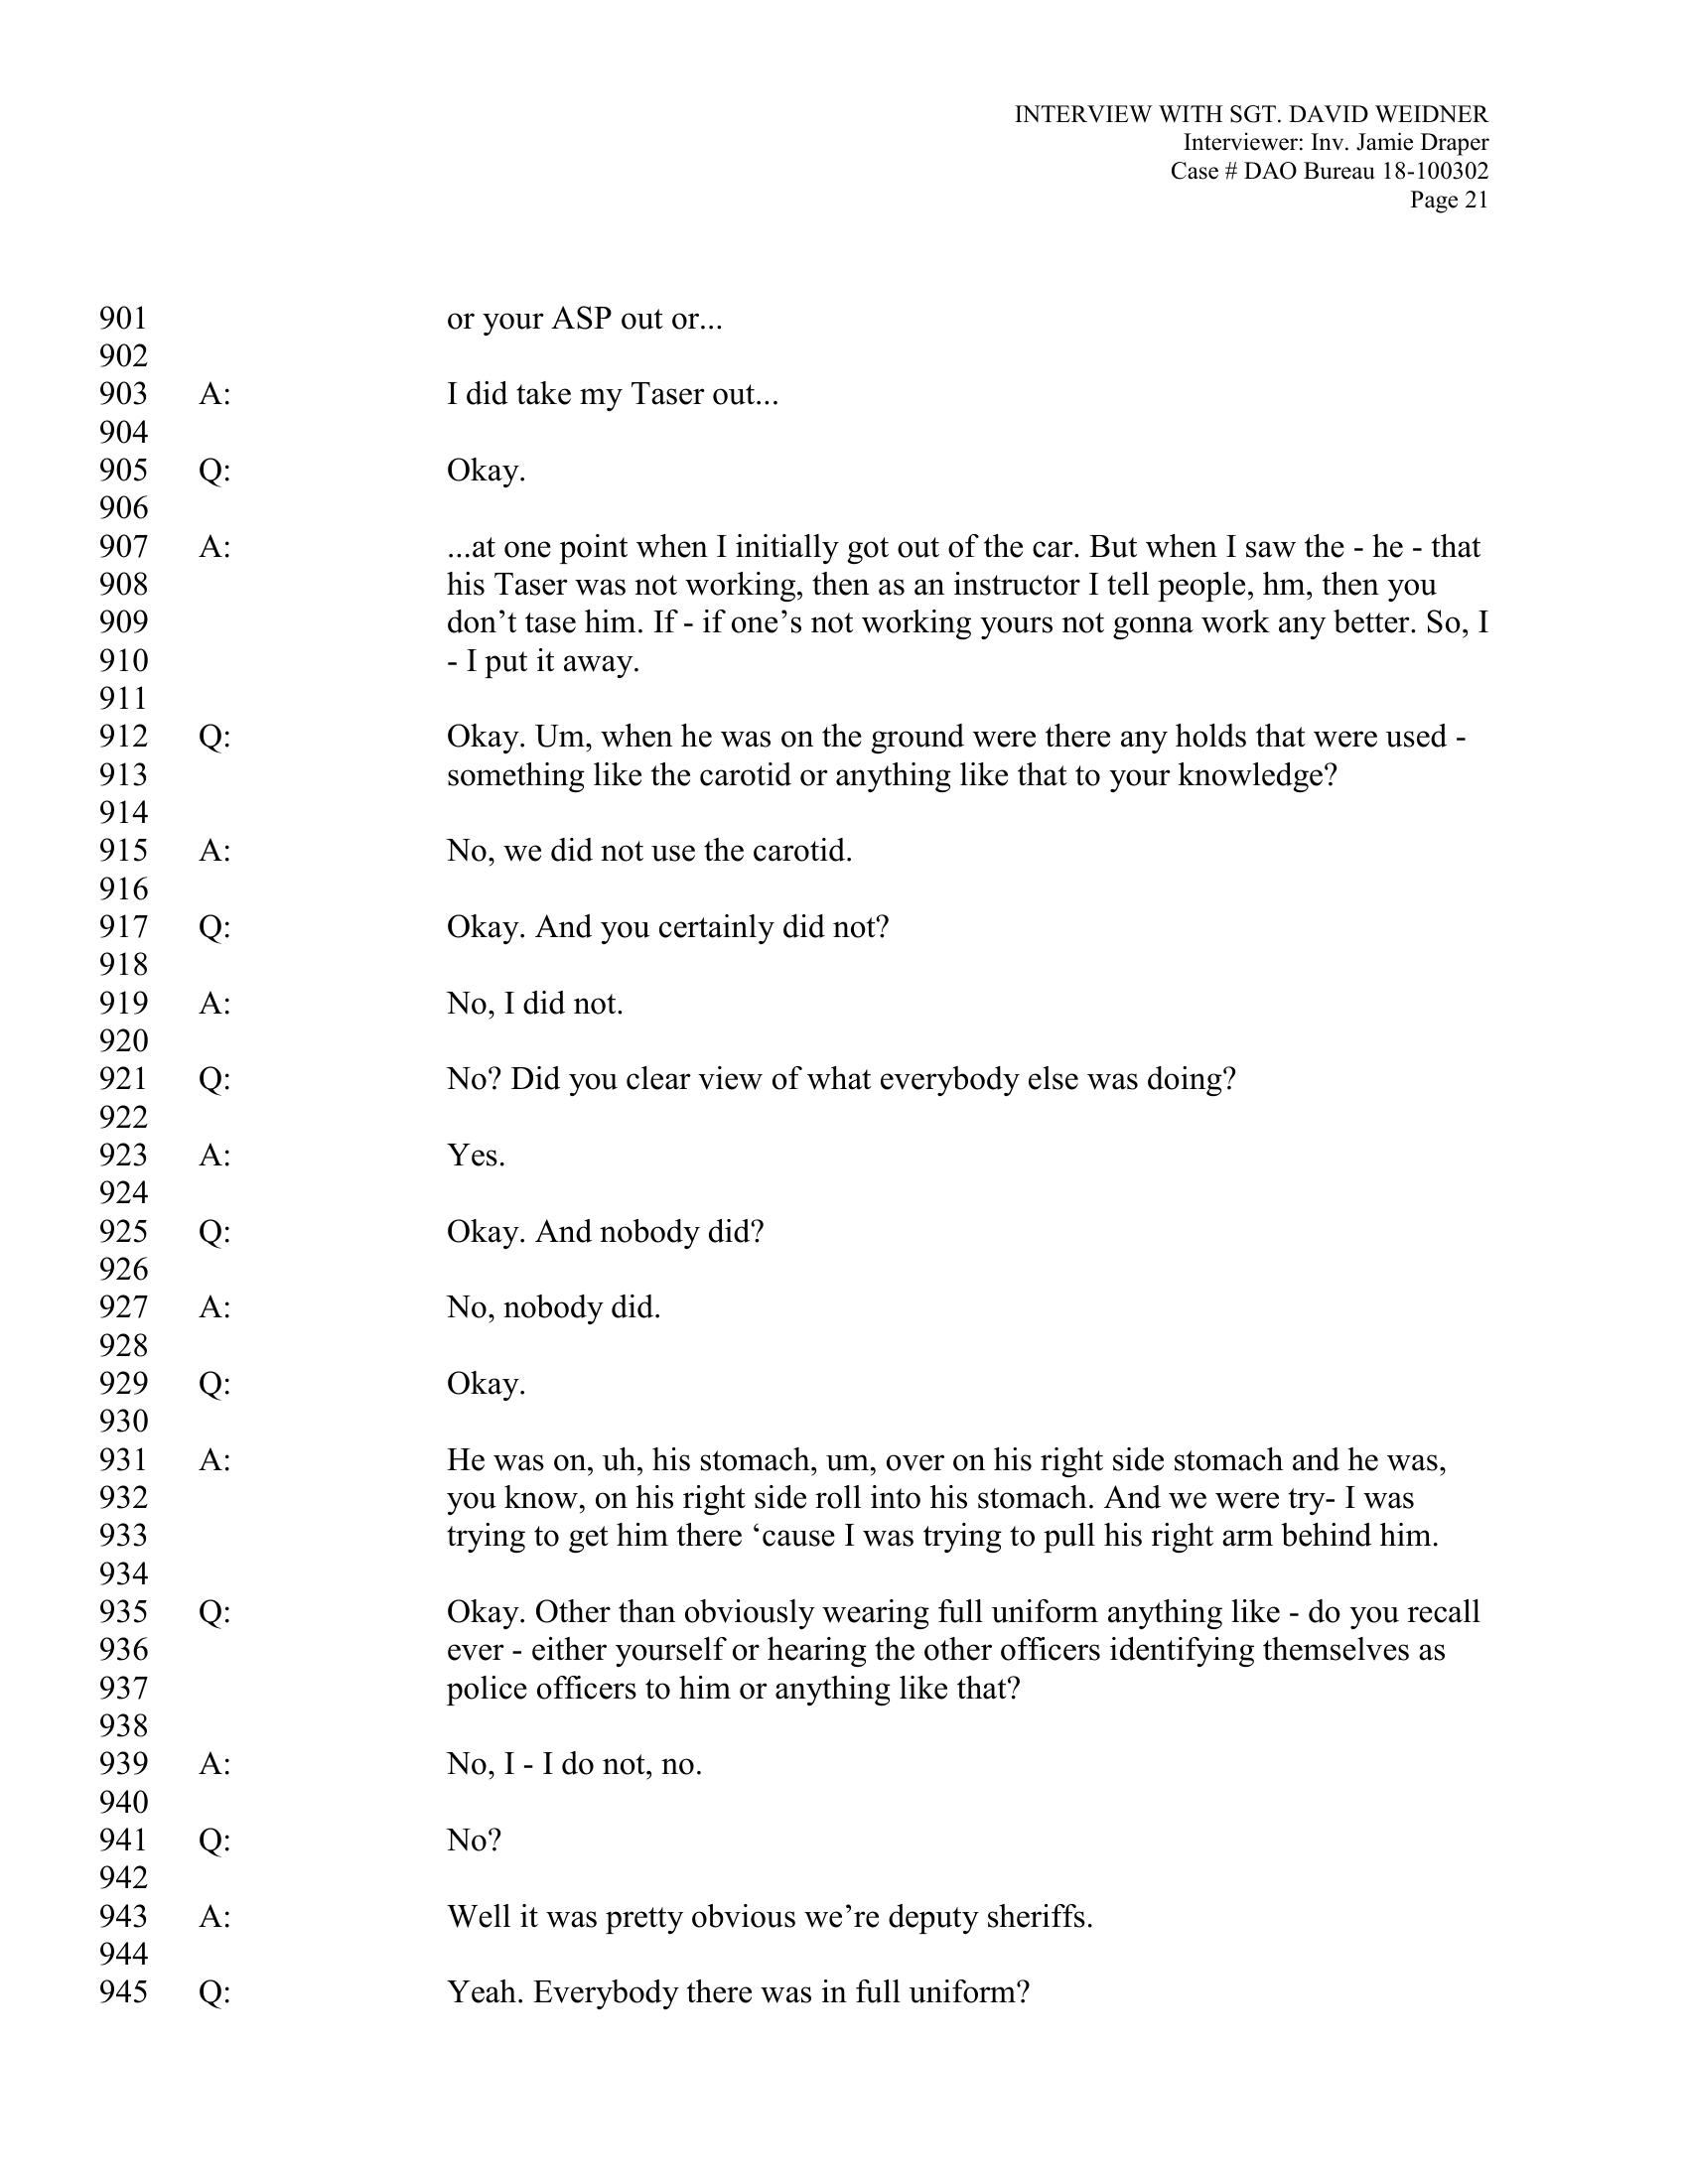 INTERVIEW WITH SGT. DAVID WEIDNER
Interviewer: Inv. Jamie Draper
Case # DAO Bureau 18-100302
Page 21
901 or your ASP out or...
902
903 A: I did take my Taser out...
904
905 Q: Okay.
906
907 A: ...at one point when I initially got out of the car. But when I saw the - he - that
908 his Taser was not working, then as an instructor I tell people, hm, then you
909 don’t tase him. If - if one’s not working yours not gonna work any better. So, I
910 - I put it away.
911
912 Q: Okay. Um, when he was on the ground were there any holds that were used -
913 something like the carotid or anything like that to your knowledge?
914
915 A: No, we did not use the carotid.
916
917 Q: Okay. And you certainly did not?
918
919 A: No, I did not.
920
921 Q: No? Did you clear view of what everybody else was doing?
922
923 A: Yes.
924
925 Q: Okay. And nobody did?
926
927 A: No, nobody did.
928
929 Q: Okay.
930
931 A: He was on, uh, his stomach, um, over on his right side stomach and he was,
932 you know, on his right side roll into his stomach. And we were try- I was
933 trying to get him there ‘cause I was trying to pull his right arm behind him.
934
935 Q: Okay. Other than obviously wearing full uniform anything like - do you recall
936 ever - either yourself or hearing the other officers identifying themselves as
937 police officers to him or anything like that?
938
939 A: No, I - I do not, no.
940
941 Q: No?
942
943 A: Well it was pretty obvious we’re deputy sheriffs.
944
945 Q: Yeah. Everybody there was in full uniform?